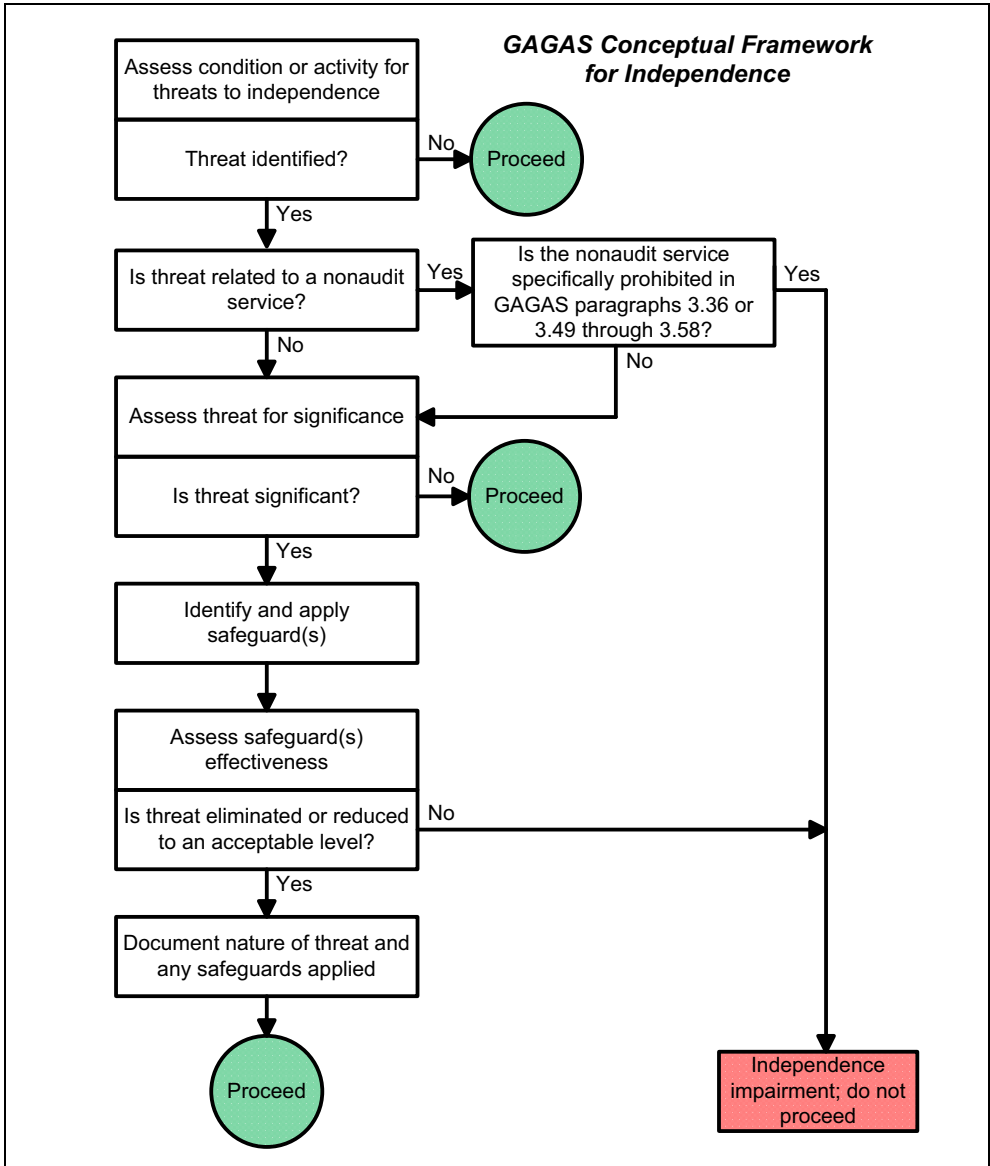 GAGAS Conceptual Framework
for Independence
Assess condition or activity for
threats to independence
Threat identified?
No
Proceed
Yes
Is threat related to a nonaudit
service?
Yes
Is the nonaudit service
specifically prohibited in
GAGAS paragraphs 3.36 or
3.49 through 3.58?
Yes
No
No
Assess threat for significance
Is threat significant?
No
Proceed
Yes
Identify and apply
safeguard(s)
Assess safeguard(s)
effectiveness
Is threat eliminated or reduced
to an acceptable level?
No
Yes
Document nature of threat and
any safeguards applied
Proceed
Independence
impairment; do not
proceed